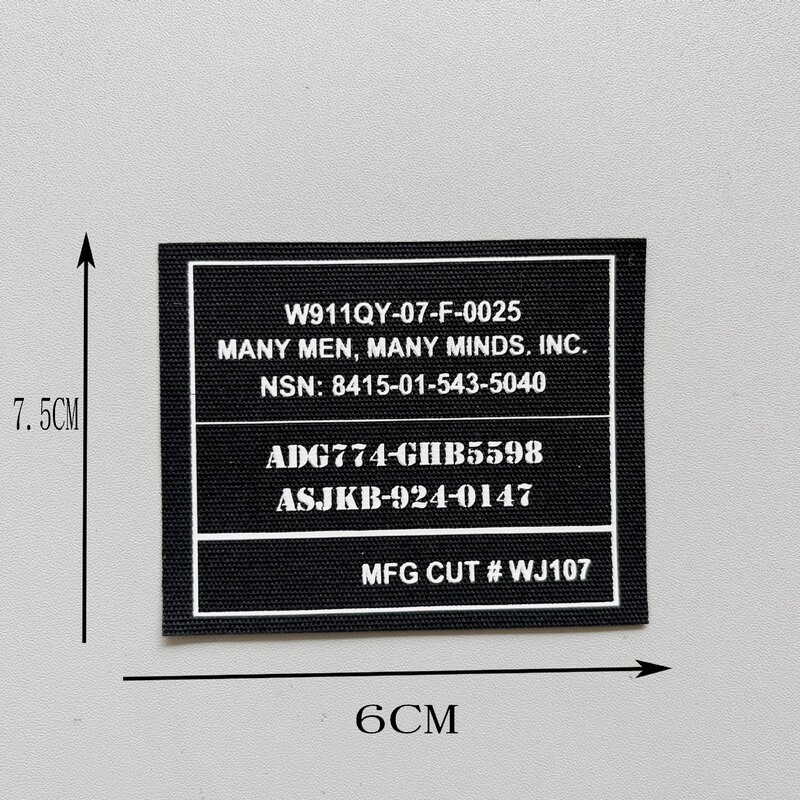 W911QY-07-F-0025
MANY MEN, MANY MINDS. INC.
NSN: 8415-01-543-5040
7.5CM
ADG774-GHB5598
ASJKB-924-0147
MFG CUT # WJ107
6CM